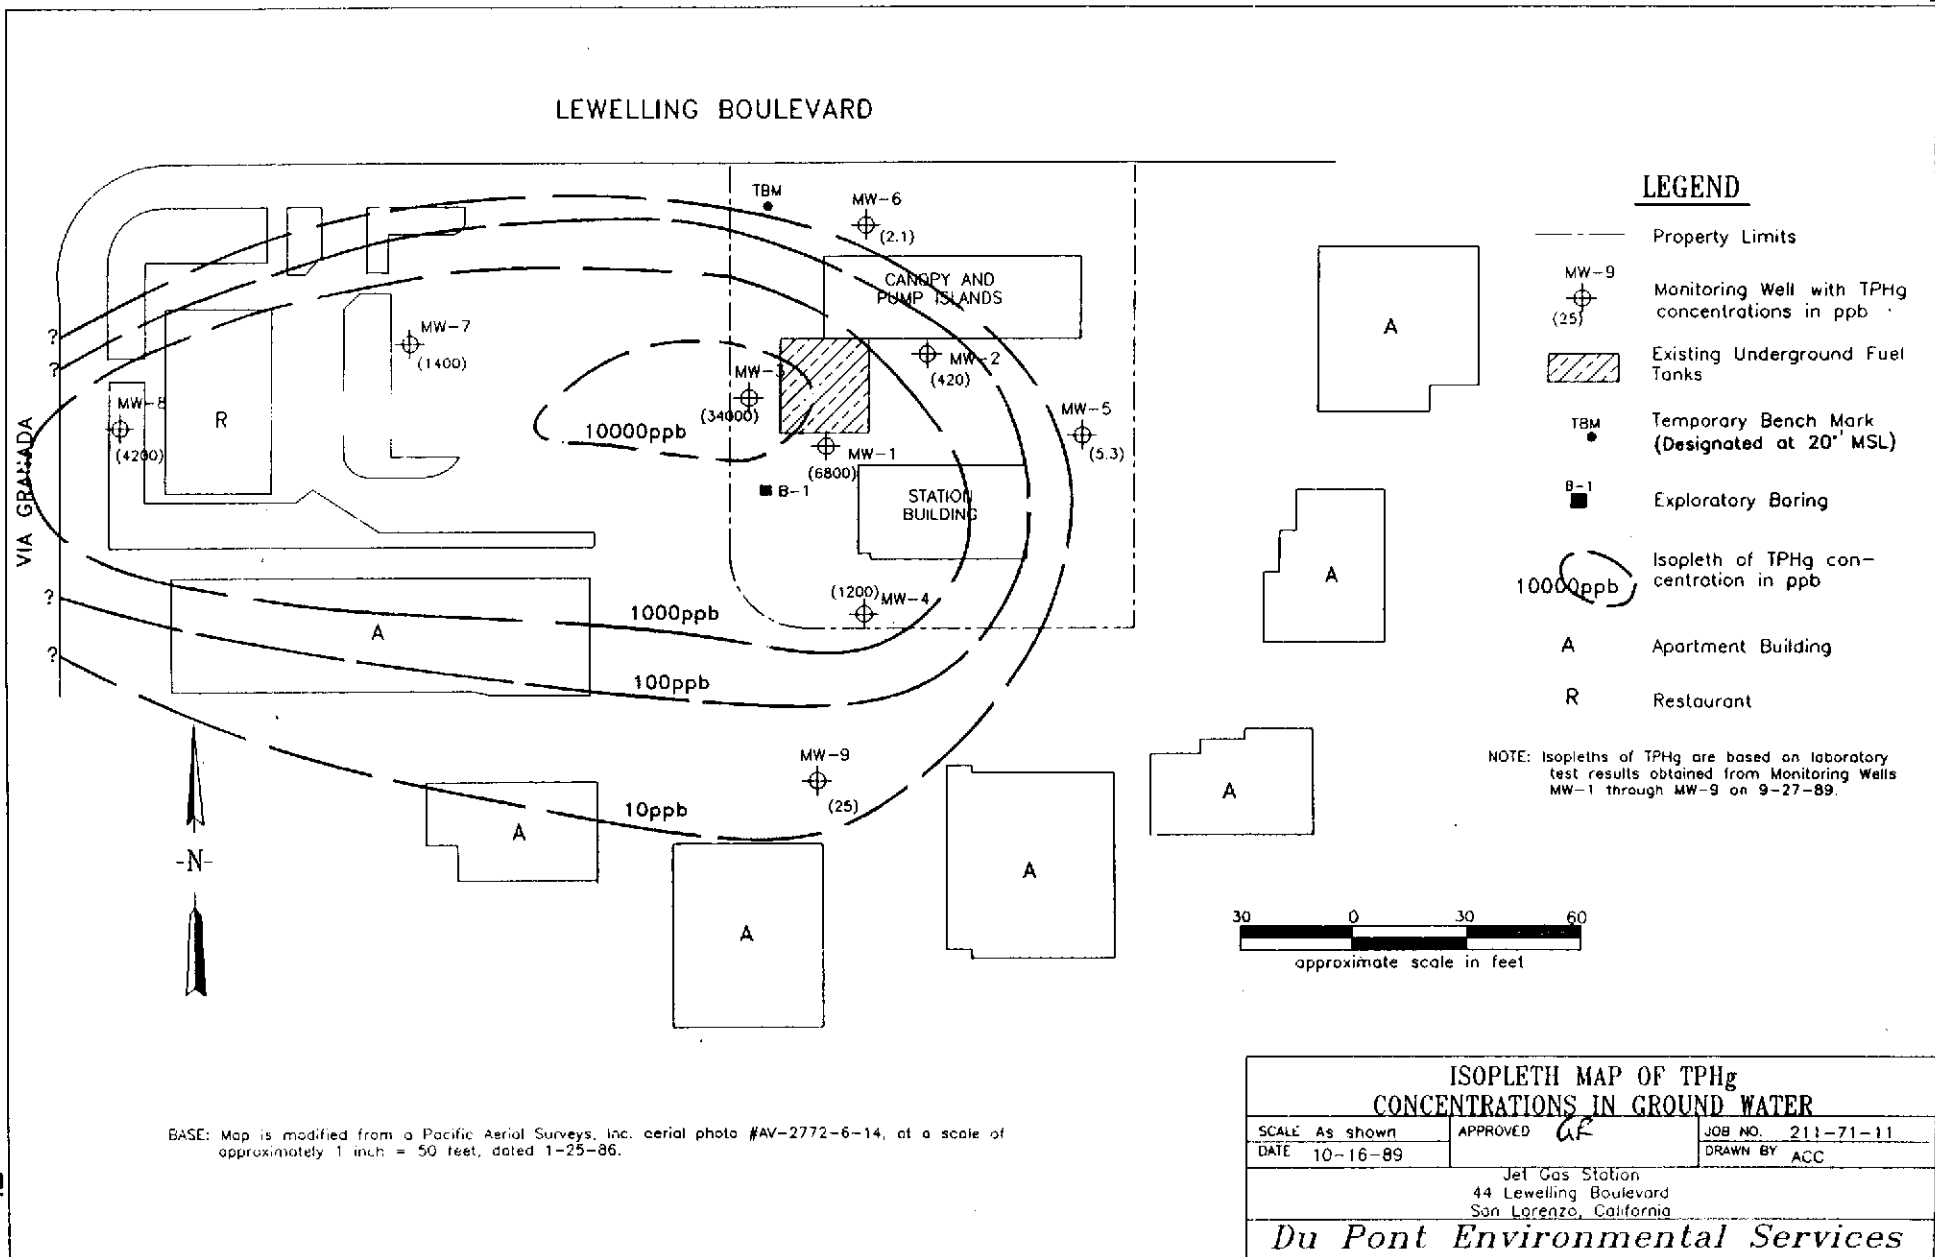 LEWELLING BOULEVARD
TBM
MW-6
(2.1)
CANOPY AND
PUMP ISLANDS
?
?
MW-7
(1400)
MW-3
(34000)
MW-2
(420)
MW-8
(4200)
R
10000ppb
MW-1
(6800)
MW-5
(5.3)
B-1
STATION
BUILDING
VIA GRANADA
?
?
(1200) MW-4
1000ppb
A
100ppb
MW-9
(25)
10ppb
A
A
A
A
A
A
-N-
LEGEND
Property Limits
MW-9
(25)
Monitoring Well with TPHg
concentrations in ppb
Existing Underground Fuel
Tanks
TBM
Temporary Bench Mark
(Designated at 20' MSL)
B-1
Exploratory Boring
10000ppb
Isopleth of TPHg con-
centration in ppb
A
Apartment Building
R
Restaurant
NOTE: Isopleths of TPHg are based on laboratory
test results obtained from Monitoring Wells
MW-1 through MW-9 on 9-27-89.
30 0 30 60
approximate scale in feet
BASE: Map is modified from a Pacific Aerial Surveys, Inc. aerial photo #AV-2772-6-14, at a scale of
approximately 1 inch = 50 feet, dated 1-25-86.
ISOPLETH MAP OF TPHg
CONCENTRATIONS IN GROUND WATER
SCALE As shown
APPROVED GF
JOB NO. 211-71-11
DATE 10-16-89
DRAWN BY ACC
Jet Gas Station
44 Lewelling Boulevard
San Lorenzo, California
Du Pont Environmental Services